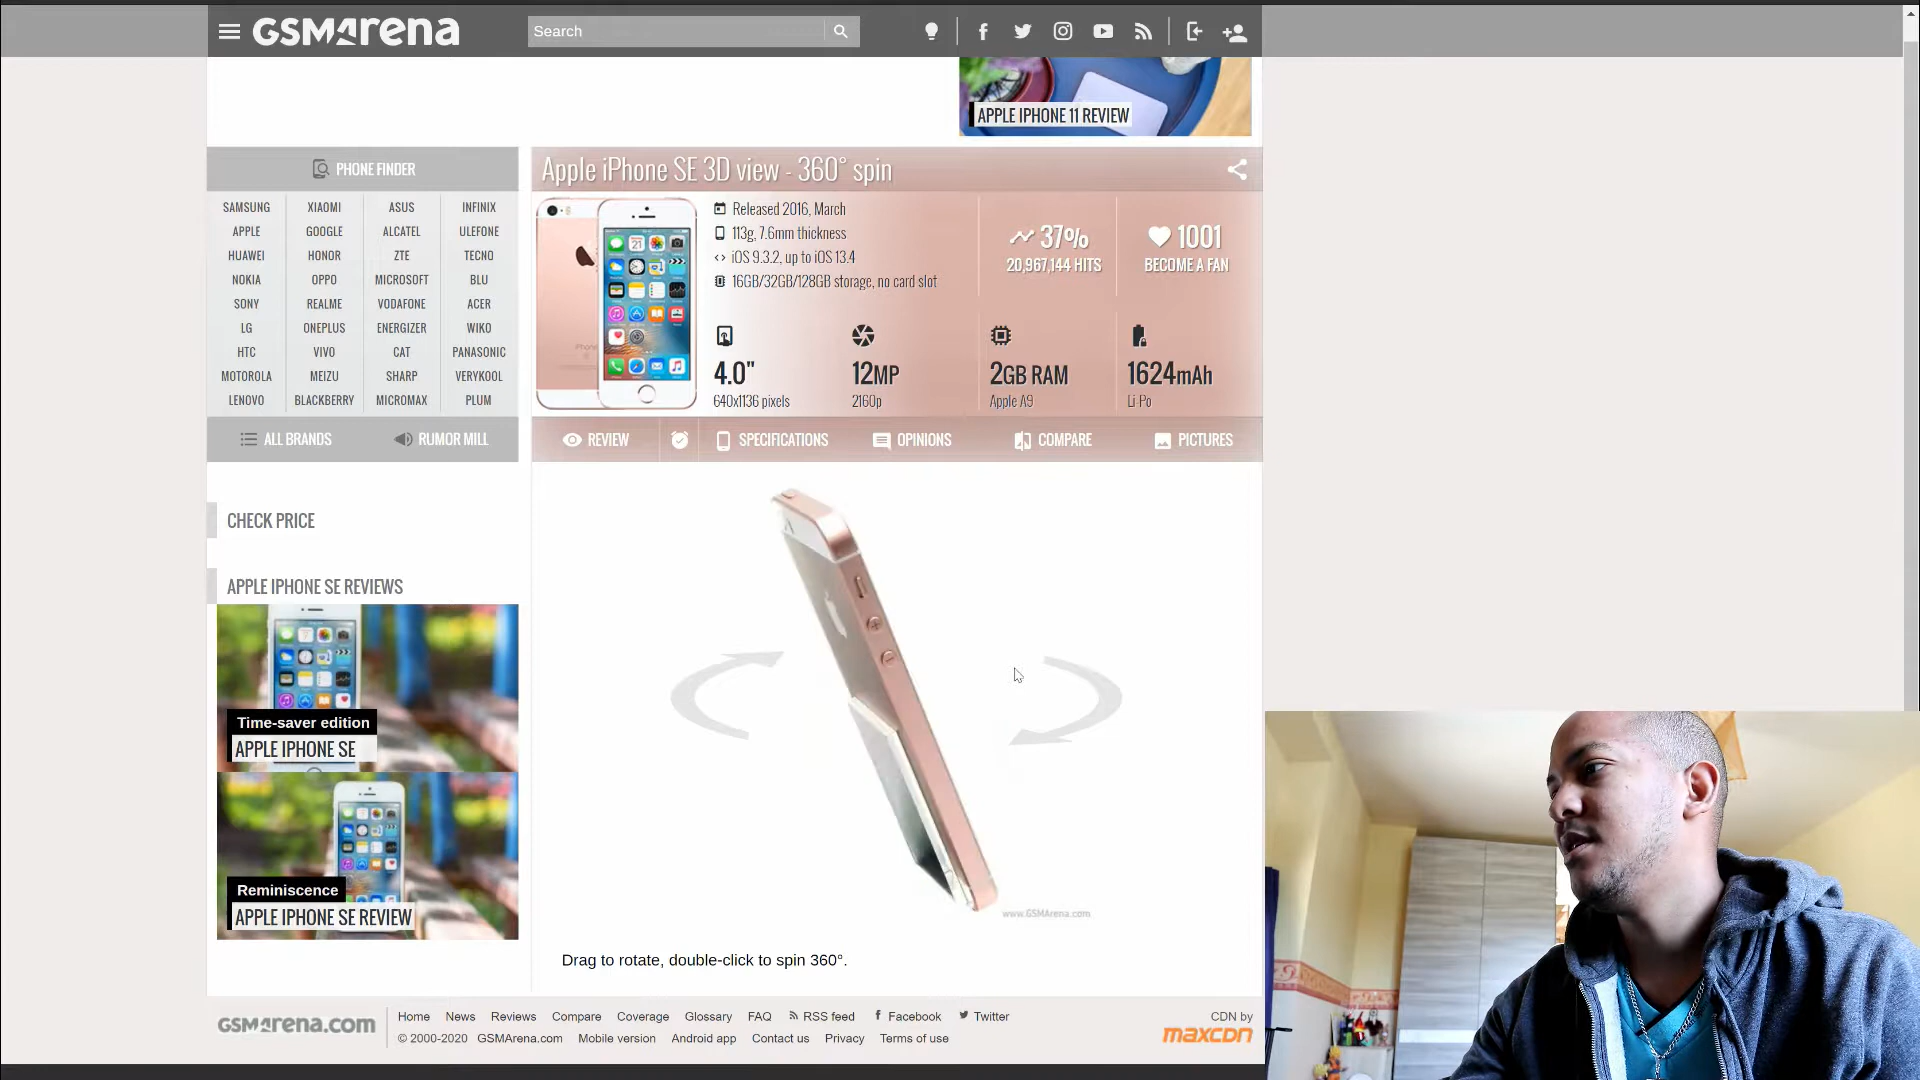 GSMArena
Search
APPLE IPHONE 11 REVIEW
PHONE FINDER
SAMSUNG XIAOMI ASUS INFINIX
APPLE GOOGLE ALCATEL ULEFONE
HUAWEI HONOR ZTE TECNO
NOKIA OPPO MICROSOFT BLU
SONY REALME VODAFONE ACER
LG ONEPLUS ENERGIZER WIKO
HTC VIVO CAT PANASONIC
MOTOROLA MEIZU SHARP VERYKOOL
LENOVO BLACKBERRY MICROMAX PLUM
ALL BRANDS RUMOR MILL
Apple iPhone SE 3D view - 360° spin
Released 2016, March
113g, 7.6mm thickness
iOS 9.3.2, up to iOS 13.4
16GB/32GB/128GB storage, no card slot
37%
20,967,144 HITS
1001
BECOME A FAN
4.0"
640x1136 pixels
12MP
2160p
2GB RAM
Apple A9
1624mAh
Li-Po
REVIEW SPECIFICATIONS OPINIONS COMPARE PICTURES
CHECK PRICE
APPLE IPHONE SE REVIEWS
Time-saver edition
APPLE IPHONE SE
Reminiscence
APPLE IPHONE SE REVIEW
www.GSMArena.com
Drag to rotate, double-click to spin 360°.
GSMArena.com
Home News Reviews Compare Coverage Glossary FAQ RSS feed Facebook Twitter
© 2000-2020 GSMArena.com Mobile version Android app Contact us Privacy Terms of use
CDN by
maxcdn